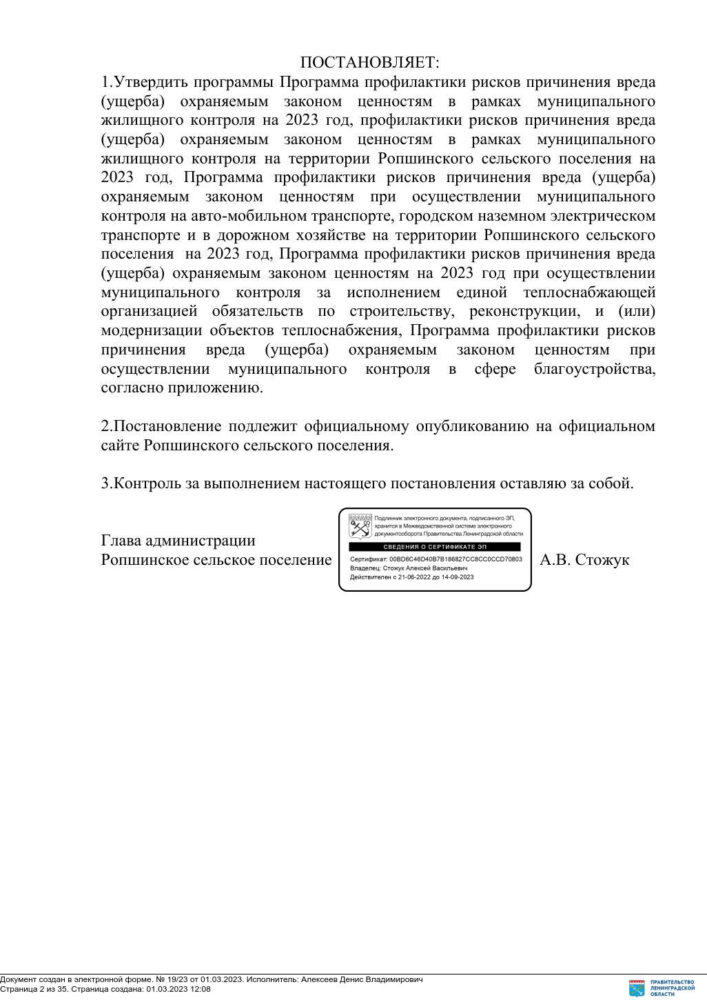 ПОСТАНОВЛЯЕТ:
1.Утвердить программы Программа профилактики рисков причинения вреда
(ущерба) охраняемым законом ценностям в рамках муниципального
жилищного контроля на 2023 год, профилактики рисков причинения вреда
(ущерба) охраняемым законом ценностям в рамках муниципального
жилищного контроля на территории Ропшинского сельского поселения на
2023 год, Программа профилактики рисков причинения вреда (ущерба)
охраняемым законом ценностям при осуществлении муниципального
контроля на авто-мобильном транспорте, городском наземном электрическом
транспорте и в дорожном хозяйстве на территории Ропшинского сельского
поселения на 2023 год, Программа профилактики рисков причинения вреда
(ущерба) охраняемым законом ценностям на 2023 год при осуществлении
муниципального контроля за исполнением единой теплоснабжающей
организацией обязательств по строительству, реконструкции, и (или)
модернизации объектов теплоснабжения, Программа профилактики рисков
причинения вреда (ущерба) охраняемым законом ценностям при
осуществлении муниципального контроля в сфере благоустройства,
согласно приложению.
2.Постановление подлежит официальному опубликованию на официальном
сайте Ропшинского сельского поселения.
3.Контроль за выполнением настоящего постановления оставляю за собой.
Глава администрации
Ропшинское сельское поселение
Подлинник электронного документа, подписанного ЭП,
хранится в Межведомственной системе электронного
документооборота Правительства Ленинградской области
СВЕДЕНИЯ О СЕРТИФИКАТЕ ЭП
Сертификат: 00BD6C46D40B7B186827CC8CC0CCD70803
Владелец: Стожук Алексей Васильевич
Действителен с 21-06-2022 до 14-09-2023
А.В. Стожук
Документ создан в электронной форме. № 19/23 от 01.03.2023. Исполнитель: Алексеев Денис Владимирович
Страница 2 из 35. Страница создана: 01.03.2023 12:08
ПРАВИТЕЛЬСТВО
ЛЕНИНГРАДСКОЙ
ОБЛАСТИ